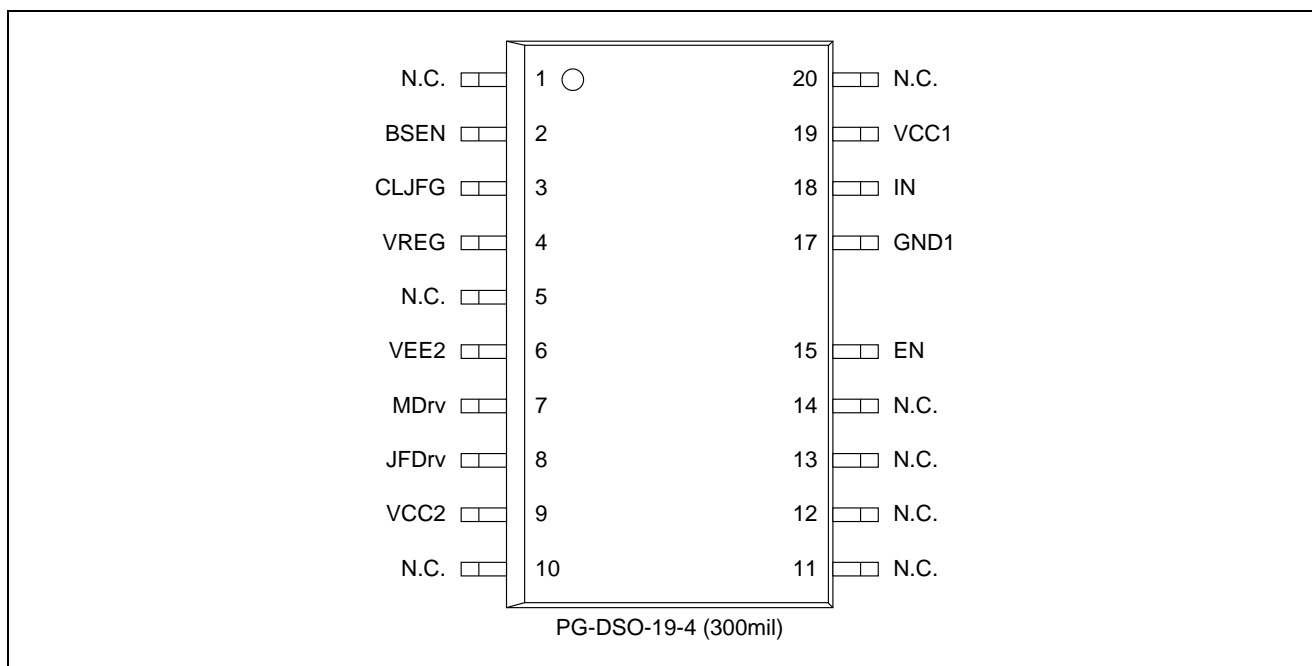 N.C. 1 20 N.C.
BSEN 2 19 VCC1
CLJFG 3 18 IN
VREG 4 17 GND1
N.C. 5
VEE2 6 15 EN
MDrv 7 14 N.C.
JFDrv 8 13 N.C.
VCC2 9 12 N.C.
N.C. 10 11 N.C.
PG-DSO-19-4 (300mil)